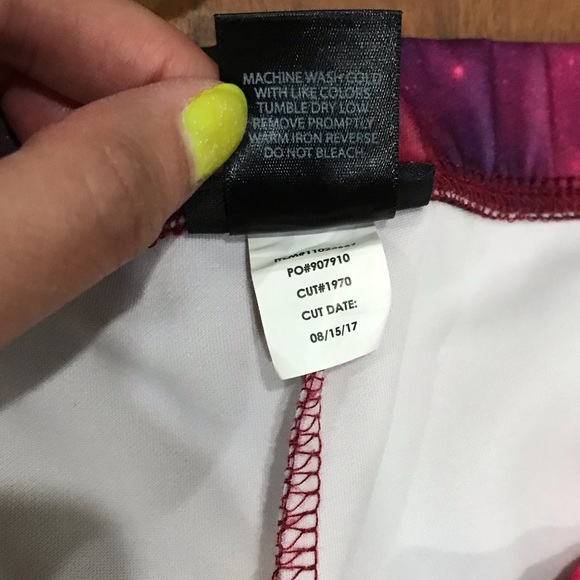 MACHINE WASH COLD
WITH LIKE COLORS
TUMBLE DRY LOW
REMOVE PROMPTLY
WARM IRON REVERSE
DO NOT BLEACH
PO#907910
CUT#1970
CUT DATE:
08/15/17